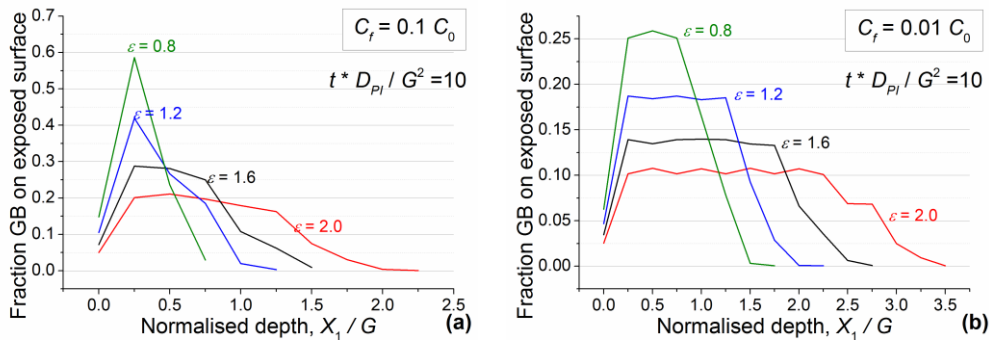 Fraction GB on exposed surface
0.7
0.6
0.5
0.4
0.3
0.2
0.1
0.0
C_f = 0.1 C_0
t * D_PI / G² =10
ε = 0.8
ε = 1.2
ε = 1.6
ε = 2.0
0.0 0.5 1.0 1.5 2.0 2.5
Normalised depth, X_1 / G
(a)
Fraction GB on exposed surface
0.25
0.20
0.15
0.10
0.05
0.00
C_f = 0.01 C_0
t * D_PI / G² =10
ε = 0.8
ε = 1.2
ε = 1.6
ε = 2.0
0.0 0.5 1.0 1.5 2.0 2.5 3.0 3.5
Normalised depth, X_1 / G
(b)